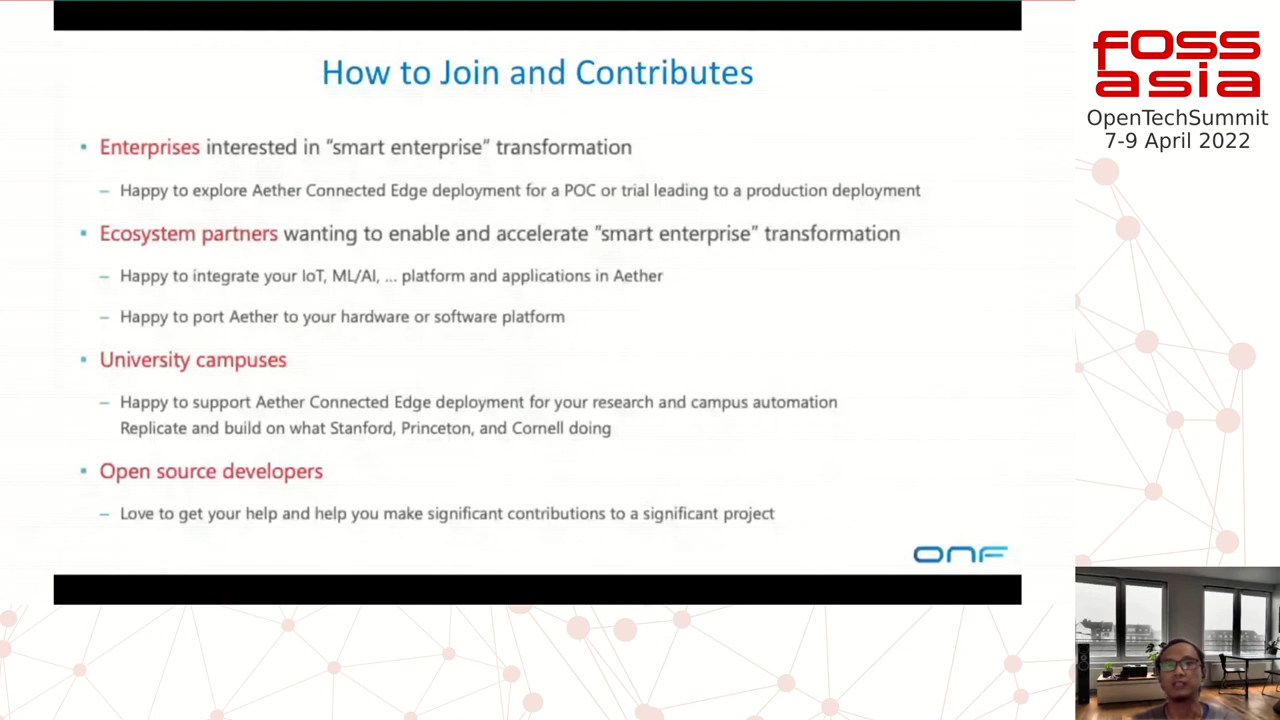 How to Join and Contributes
• Enterprises interested in “smart enterprise” transformation
– Happy to explore Aether Connected Edge deployment for a POC or trial leading to a production deployment
• Ecosystem partners wanting to enable and accelerate ”smart enterprise” transformation
– Happy to integrate your IoT, ML/AI, ... platform and applications in Aether
– Happy to port Aether to your hardware or software platform
• University campuses
– Happy to support Aether Connected Edge deployment for your research and campus automation
Replicate and build on what Stanford, Princeton, and Cornell doing
• Open source developers
– Love to get your help and help you make significant contributions to a significant project
ONF
FOSS
asia
OpenTechSummit
7-9 April 2022